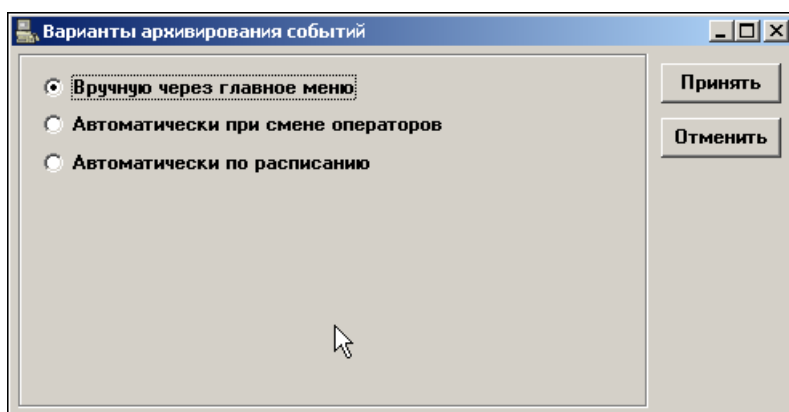 Варианты архивирования событий
Вручную через главное меню
Принять
Автоматически при смене операторов
Отменить
Автоматически по расписанию